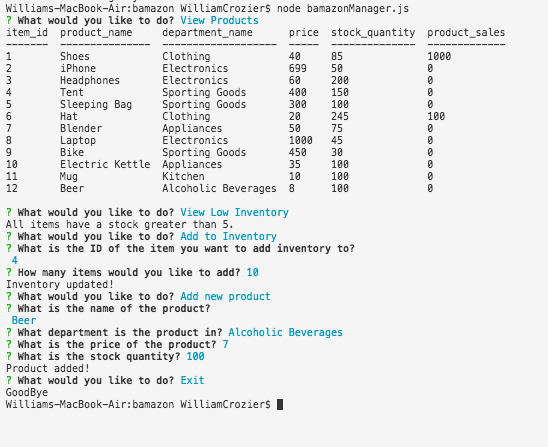 Williams-MacBook-Air:bamazon WilliamCrozier$ node bamazonManager.js
? What would you like to do? View Products
item_id  product_name     department_name      price  stock_quantity  product_sales
-------  ---------------  -------------------  -----  --------------  -------------
1        Shoes            Clothing             40     85              1000
2        iPhone           Electronics          699    50              0
3        Headphones       Electronics          60     200             0
4        Tent             Sporting Goods       400    150             0
5        Sleeping Bag     Sporting Goods       300    100             0
6        Hat              Clothing             20     245             100
7        Blender          Appliances           50     75              0
8        Laptop           Electronics          1000   45              0
9        Bike             Sporting Goods       450    30              0
10       Electric Kettle  Appliances           35     100             0
11       Mug              Kitchen              10     100             0
12       Beer             Alcoholic Beverages  8      100             0
? What would you like to do? View Low Inventory
All items have a stock greater than 5.
? What would you like to do? Add to Inventory
? What is the ID of the item you want to add inventory to?
 4
? How many items would you like to add? 10
Inventory updated!
? What would you like to do? Add new product
? What is the name of the product?
 Beer
? What department is the product in? Alcoholic Beverages
? What is the price of the product? 7
? What is the stock quantity? 100
Product added!
? What would you like to do? Exit
GoodBye
Williams-MacBook-Air:bamazon WilliamCrozier$